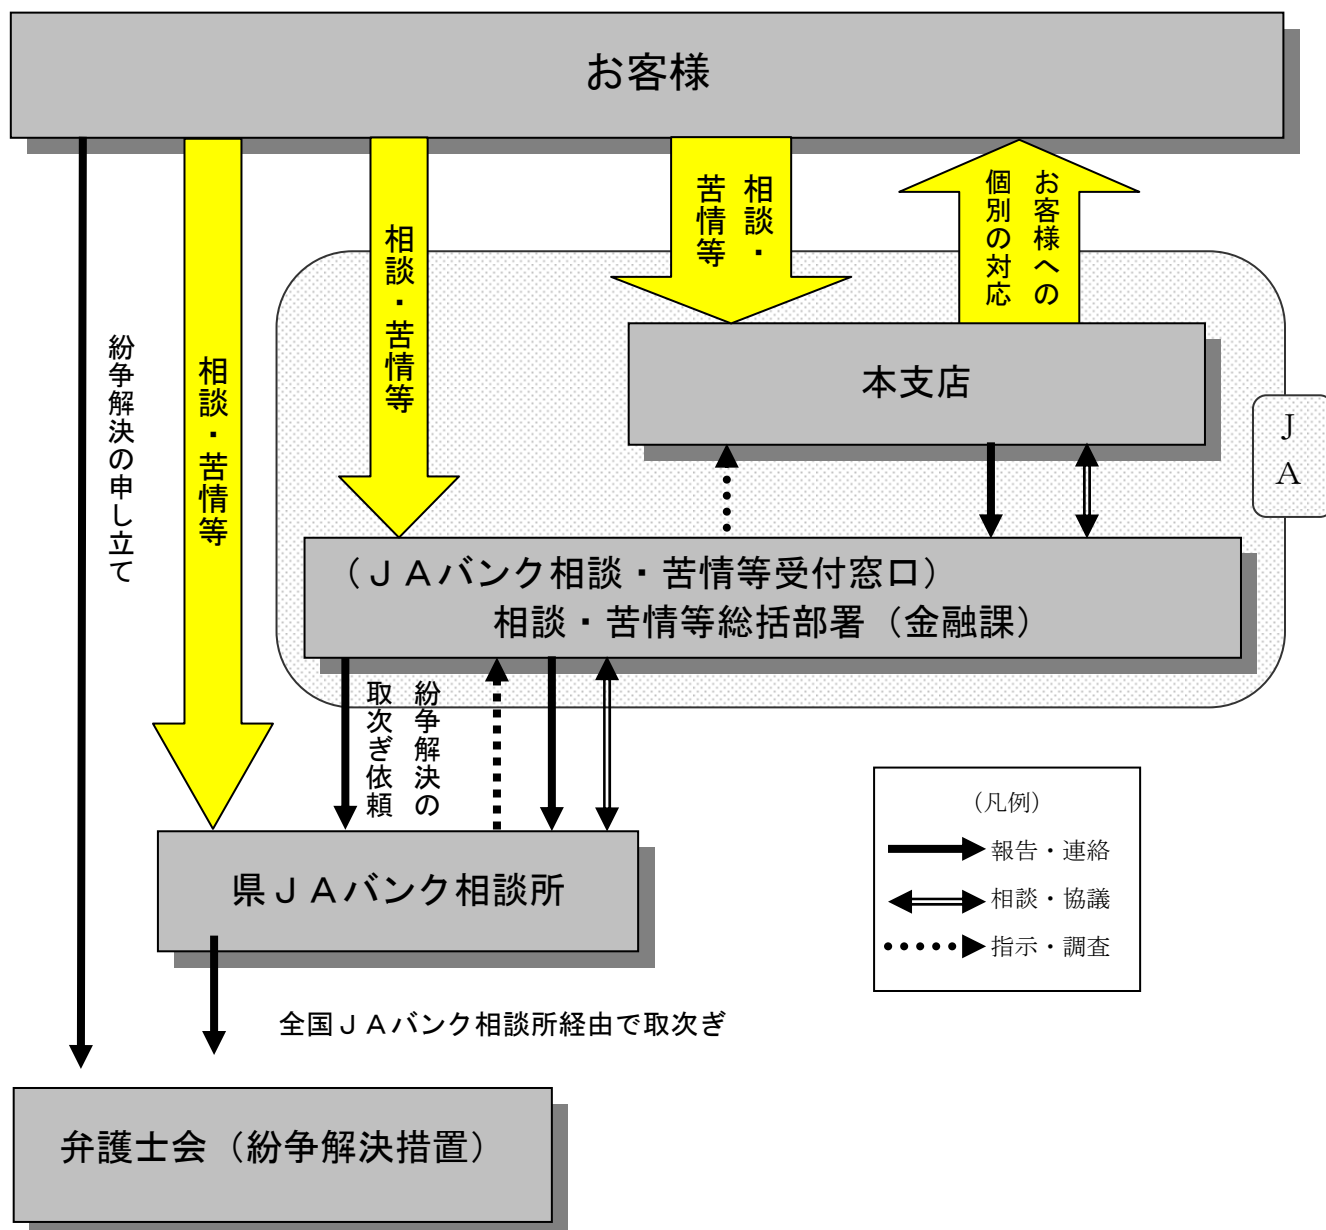 お客様
紛争解決の申し立て
相談・苦情等
相談・苦情等
相談・
苦情等
お客様への
個別の対応
本支店
ＪＡ
（ＪＡバンク相談・苦情等受付窓口）
相談・苦情等総括部署（金融課）
紛争解決の
取次ぎ依頼
県ＪＡバンク相談所
（凡例）
報告・連絡
相談・協議
指示・調査
全国ＪＡバンク相談所経由で取次ぎ
弁護士会（紛争解決措置）